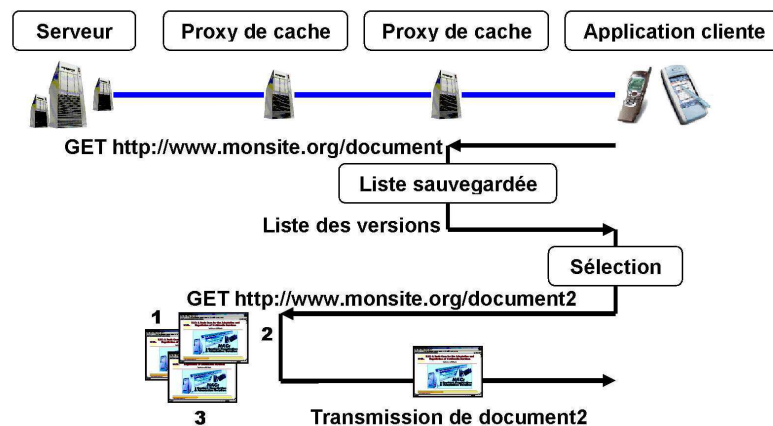 Serveur
Proxy de cache
Proxy de cache
Application cliente
GET http://www.monsite.org/document
Liste sauvegardée
Liste des versions
Sélection
GET http://www.monsite.org/document2
1
2
3
Transmission de document2